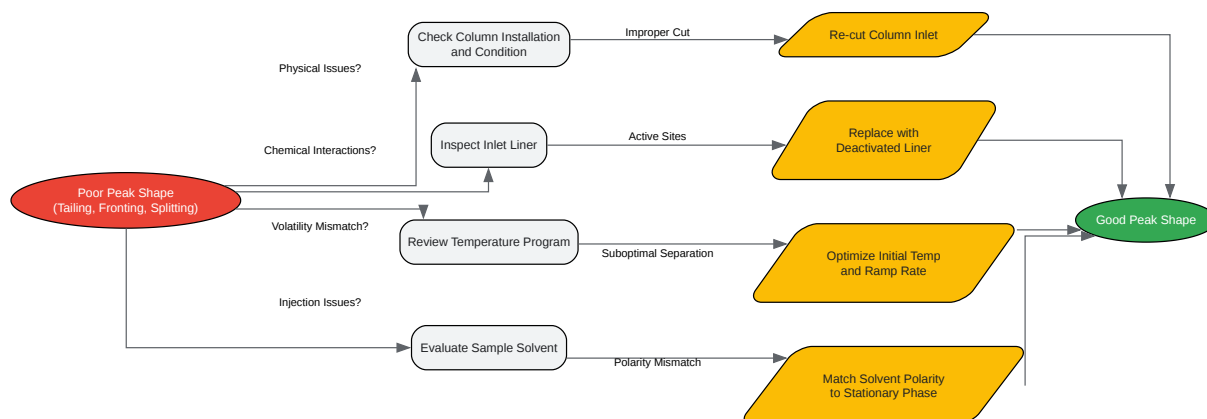 Check Column Installation
and Condition
Improper Cut
Re-cut Column Inlet
Physical Issues?
Chemical Interactions?
Inspect Inlet Liner
Active Sites
Replace with
Deactivated Liner
Poor Peak Shape
(Tailing, Fronting, Splitting)
Volatility Mismatch?
Review Temperature Program
Suboptimal Separation
Optimize Initial Temp
and Ramp Rate
Good Peak Shape
Injection Issues?
Evaluate Sample Solvent
Polarity Mismatch
Match Solvent Polarity
to Stationary Phase